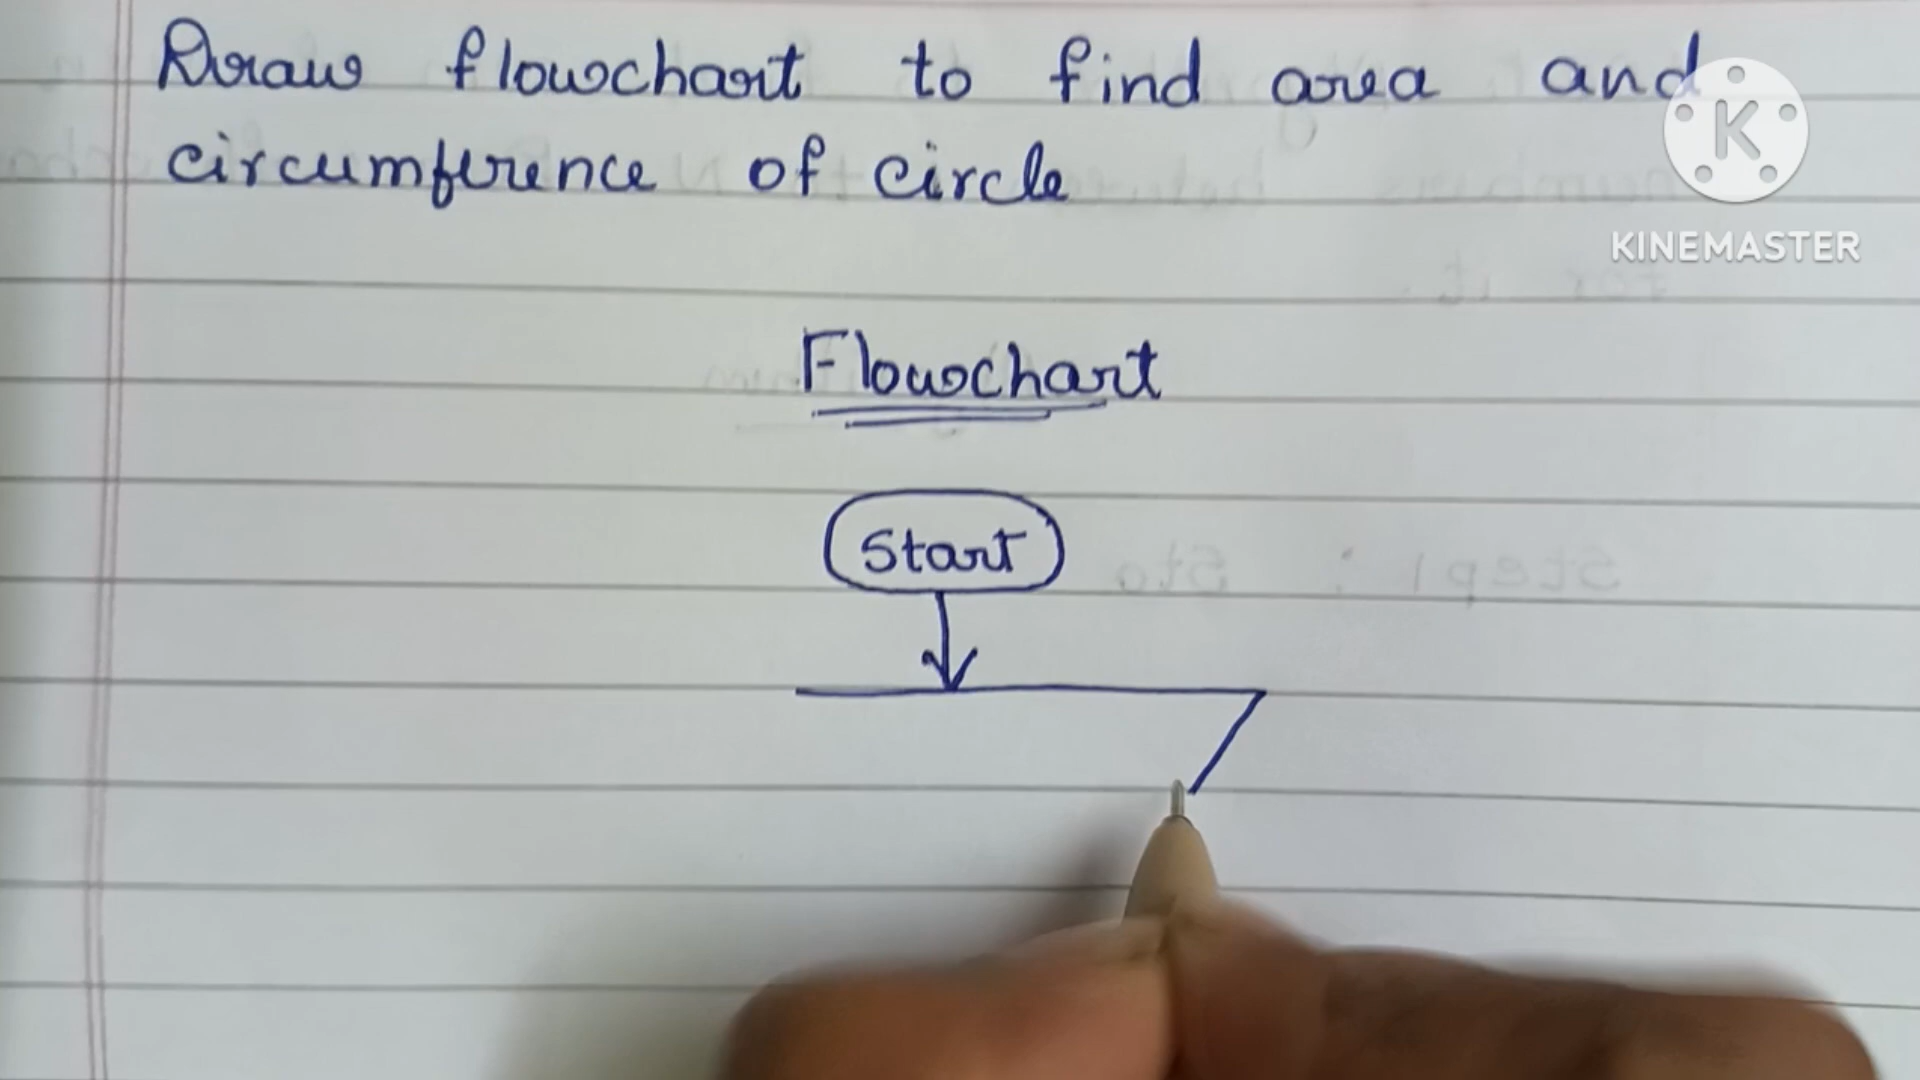 Draw flowchart to find area and
circumference of circle
KINEMASTER
Flowchart
Start